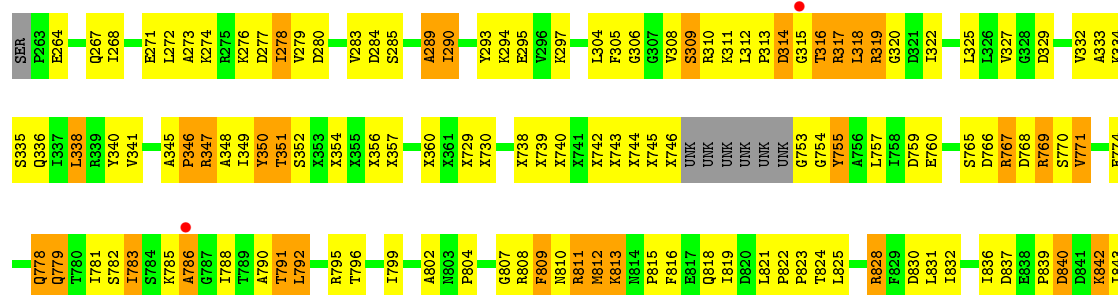 SER P263 E264 Q267 I268 E271 L272 A273 K274 R275 K276 D277 I278 V279 D280 V283 D284 S285 A289 I290 Y293 K294 E295 V296 K297 L304 F305 G306 G307 V308 S309 R310 K311 L312 P313 D314 G315 T316 R317 L318 R319 G320 D321 I322 L325 L326 V327 G328 D329 V332 A333 K334
S335 Q336 I337 L338 R339 Y340 V341 A345 P346 R347 A348 I349 Y350 T351 S352 X353 X354 X355 X356 X357 X360 X361 X729 X730 X738 X739 X740 X741 X742 X743 X744 X745 X746 UNK UNK UNK UNK UNK G753 G754 Y755 A756 L757 I758 D759 E760 S765 D766 R767 D768 R769 S770 V771
Q778 Q779 T780 I781 S782 I783 S784 K785 A786 G787 I788 T789 A790 T791 L792 R795 T796 I799 A802 N803 P804 G807 R808 F809 N810 R811 M812 K813 N814 P815 F816 E817 Q818 I819 D820 L821 P822 P823 T824 L825 R828 F829 D830 L831 I832 I836 D837 E838 P839 D840 D841 K842